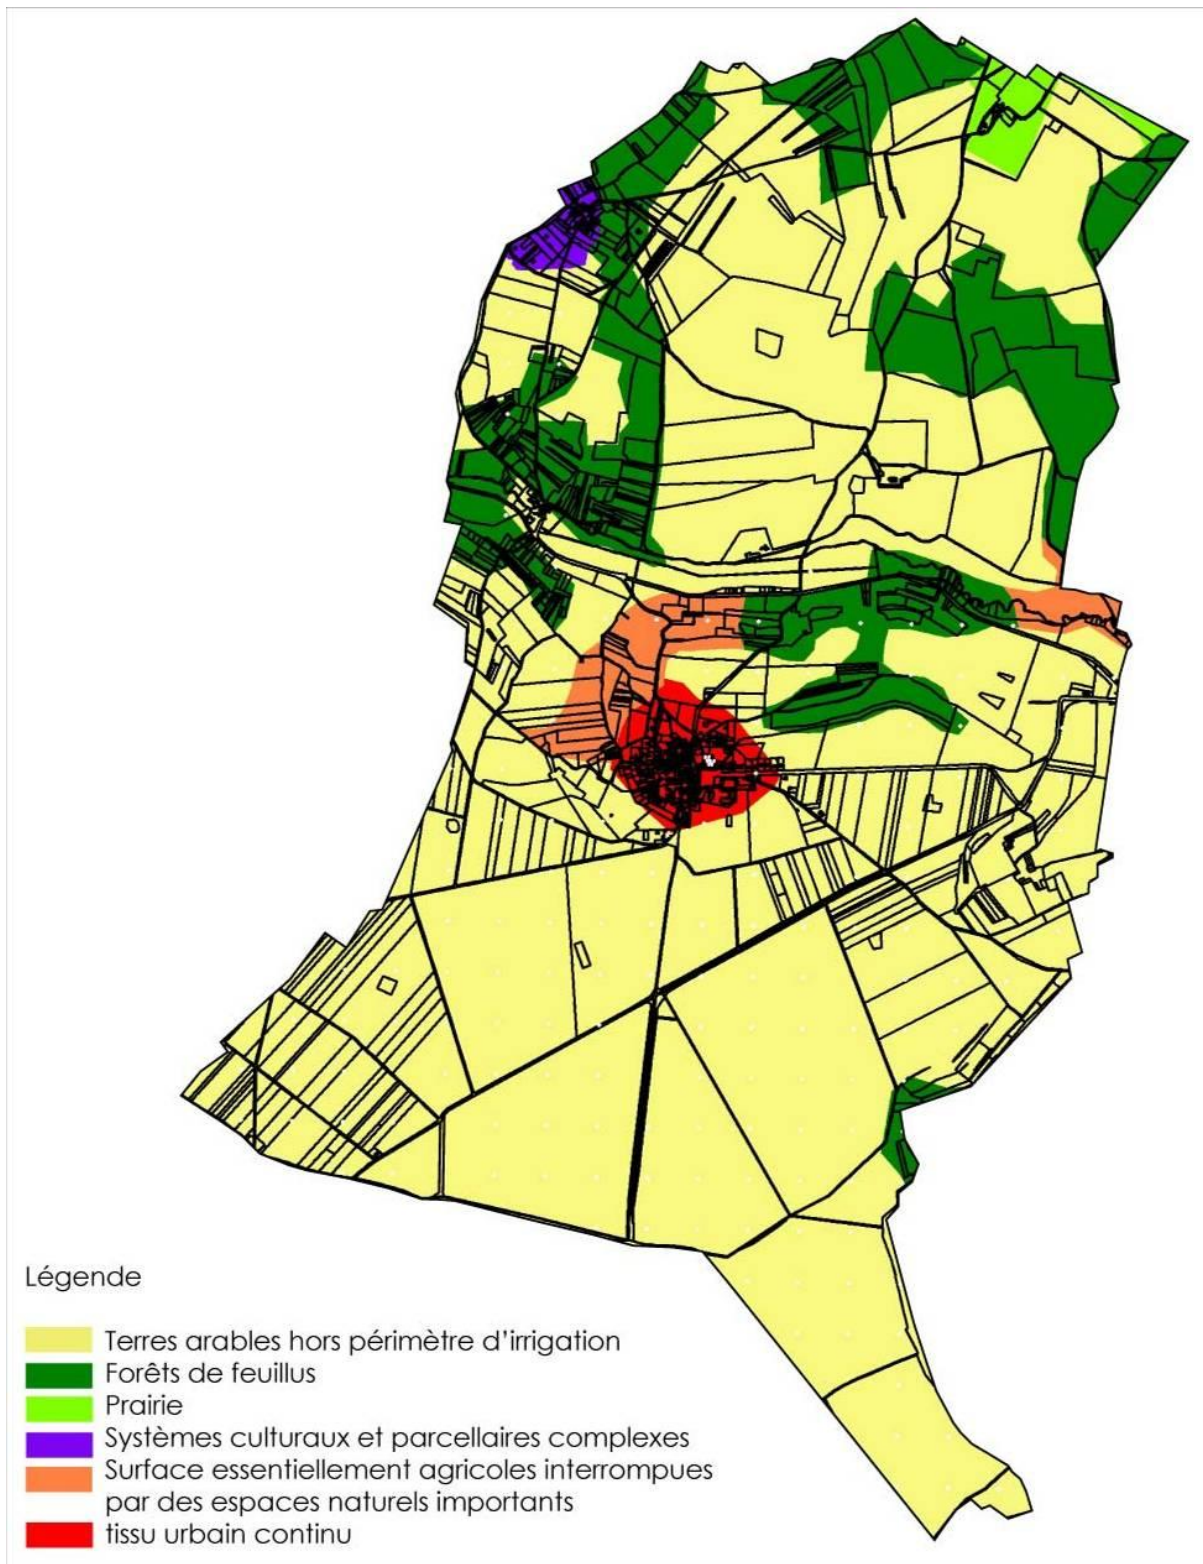 Légende
Terres arables hors périmètre d'irrigation
Forêts de feuillus
Prairie
Systèmes culturaux et parcellaires complexes
Surface essentiellement agricoles interrompues
par des espaces naturels importants
tissu urbain continu